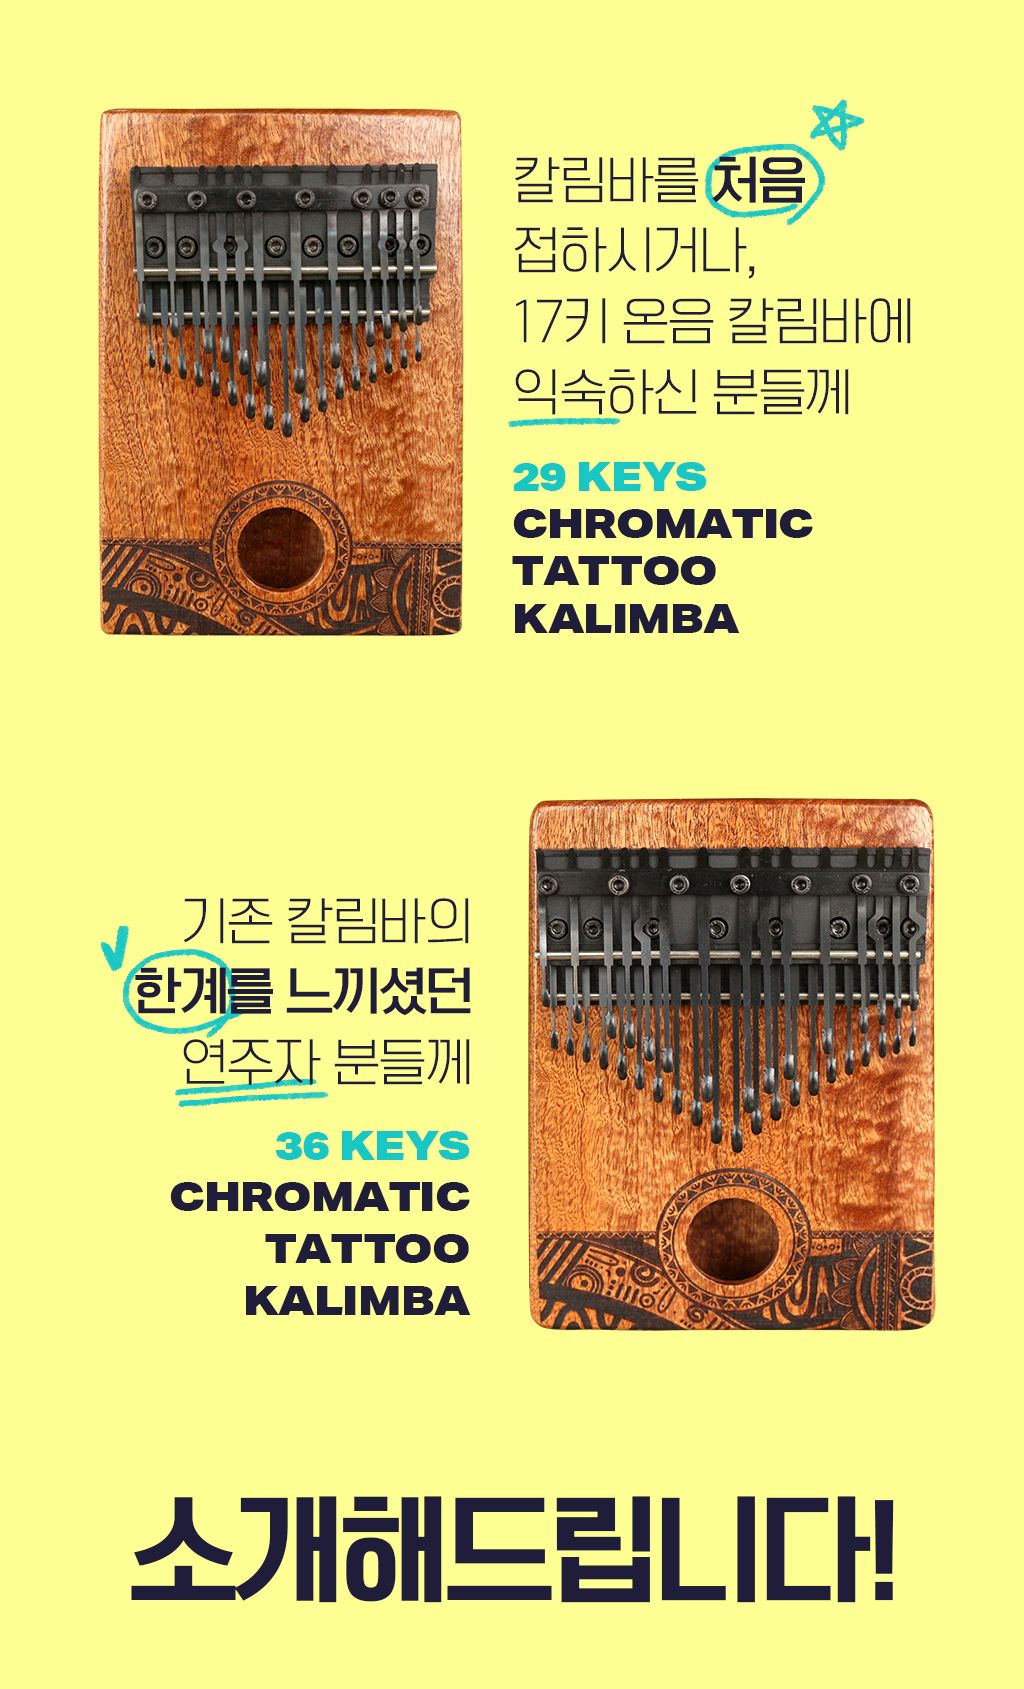 칼림바를 처음
접하시거나,
17키 온음 칼림바에
익숙하신 분들께
29 KEYS
CHROMATIC
TATTOO
KALIMBA
기존 칼림바의
한계를 느끼셨던
연주자 분들께
36 KEYS
CHROMATIC
TATTOO
KALIMBA
소개해드립니다!